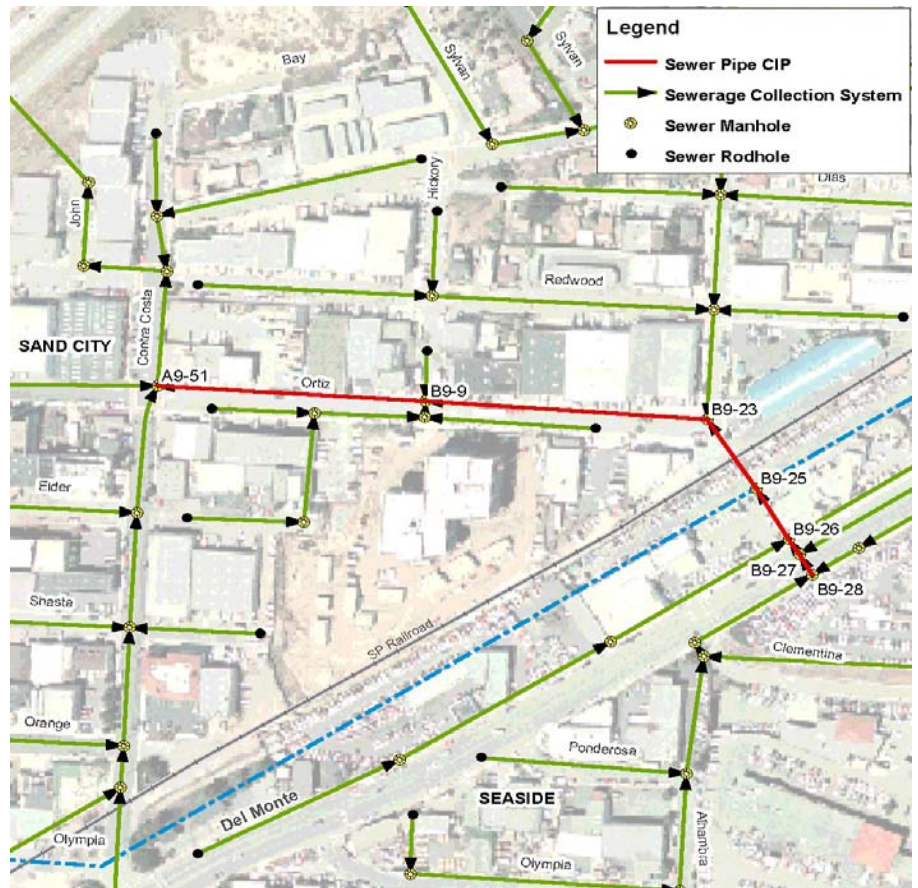 Legend
Sewer Pipe CIP
Sewerage Collection System
Sewer Manhole
Sewer Rodhole
Sylvan
Sylvan
Bay
Hickory
Dias
John
Redwood
Contra Costa
SAND CITY
A9-51
Ortiz
B9-9
B9-23
B9-25
Elder
B9-26
B9-27
B9-28
Shasta
SP Railroad
Clementina
Orange
Ponderosa
Del Monte
SEASIDE
Olympia
Alhambra
Olympia